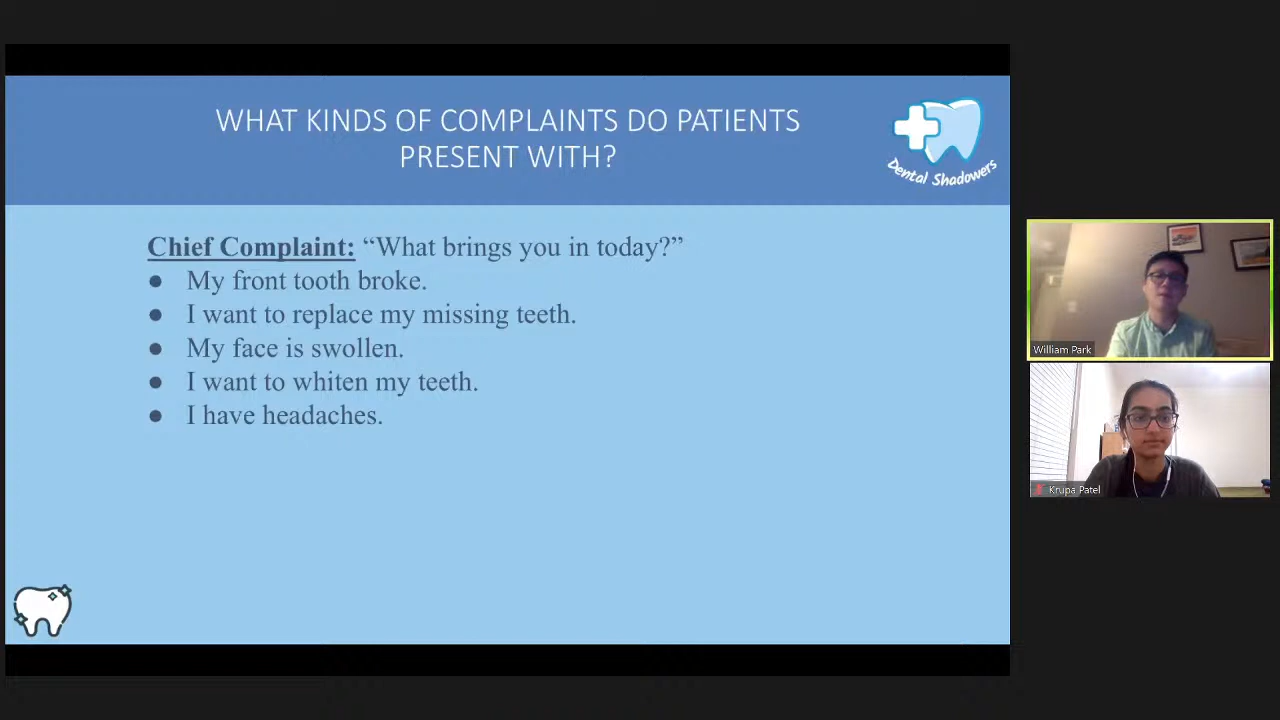 WHAT KINDS OF COMPLAINTS DO PATIENTS
PRESENT WITH?
Dental Shadowers
Chief Complaint: “What brings you in today?”
● My front tooth broke.
● I want to replace my missing teeth.
● My face is swollen.
● I want to whiten my teeth.
● I have headaches.
William Park
Krupa Patel